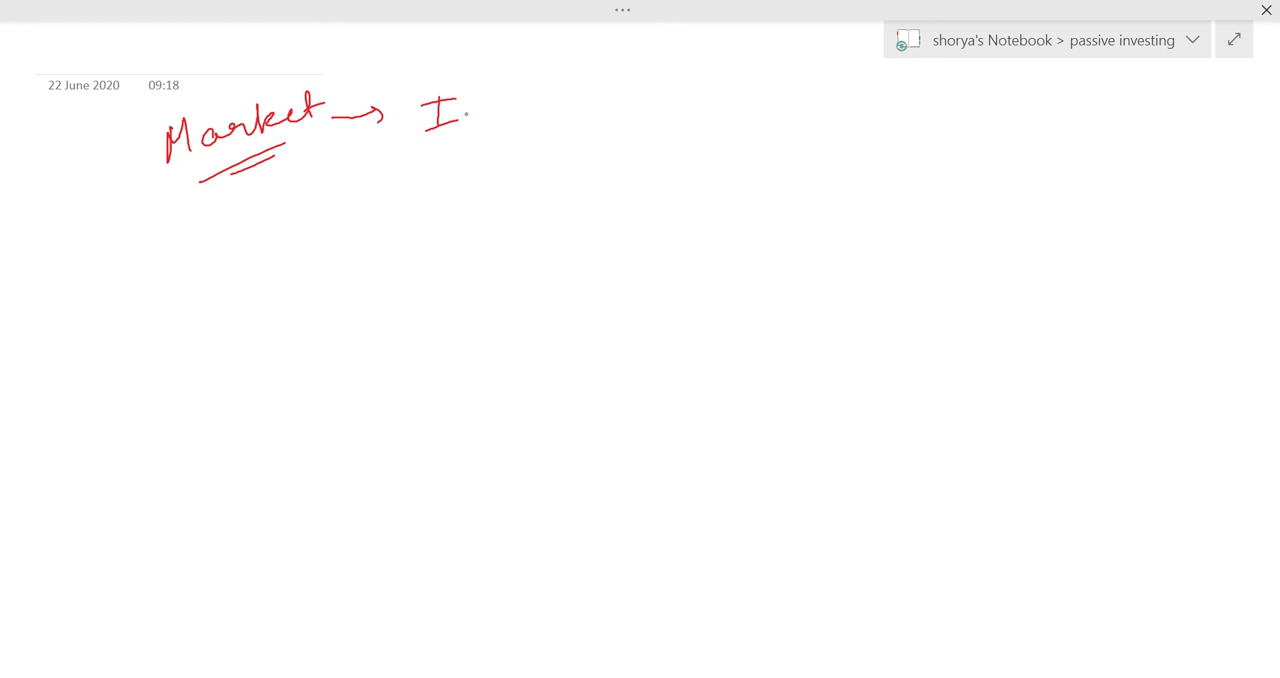 shorya's Notebook > passive investing
22 June 2020 09:18
Market → I